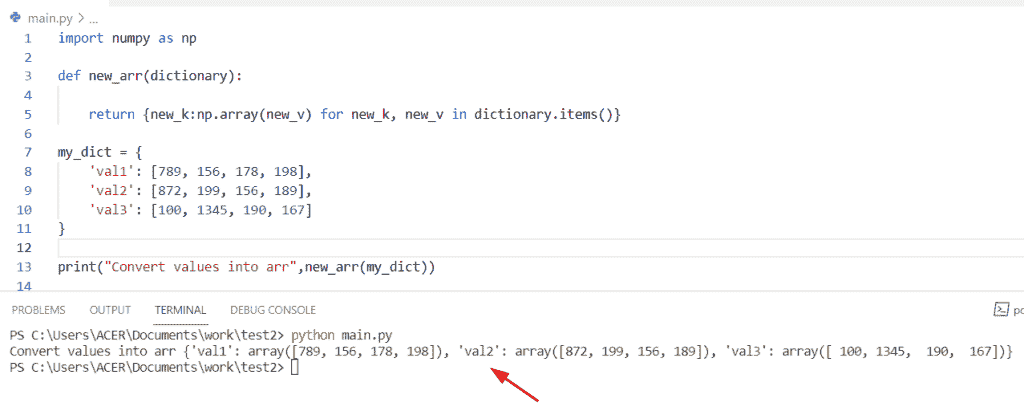 main.py > ...
1 import numpy as np
2
3 def new_arr(dictionary):
4
5 return {new_k:np.array(new_v) for new_k, new_v in dictionary.items()}
6
7 my_dict = {
8 'val1': [789, 156, 178, 198],
9 'val2': [872, 199, 156, 189],
10 'val3': [100, 1345, 190, 167]
11 }
12
13 print("Convert values into arr",new_arr(my_dict))
14
PROBLEMS OUTPUT TERMINAL DEBUG CONSOLE
PS C:\Users\ACER\Documents\work\test2> python main.py
Convert values into arr {'val1': array([789, 156, 178, 198]), 'val2': array([872, 199, 156, 189]), 'val3': array([ 100, 1345,  190,  167])}
PS C:\Users\ACER\Documents\work\test2>